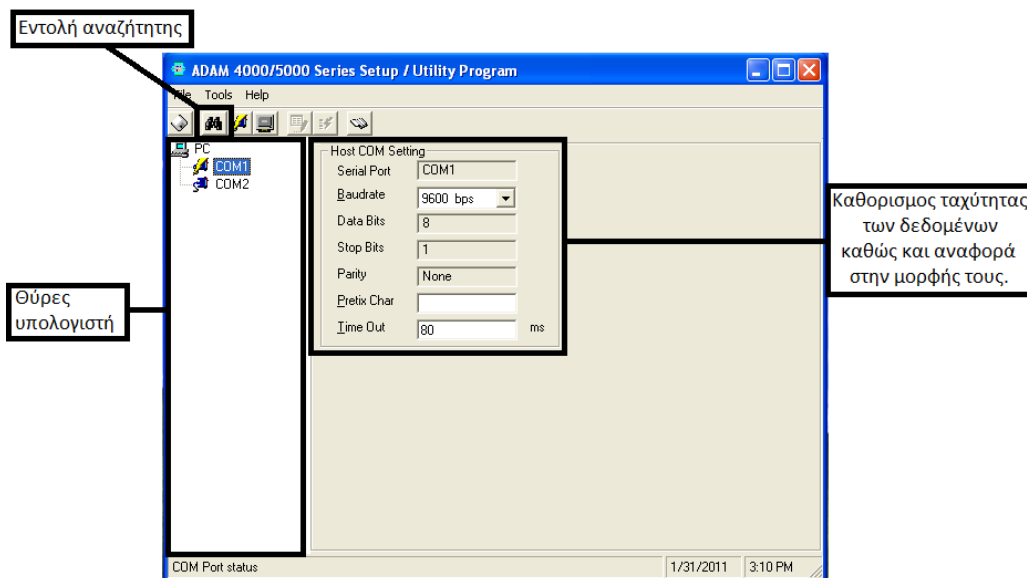 Εντολή αναζήτητης
ADAM 4000/5000 Series Setup / Utility Program
File Tools Help
PC
COM1
COM2
Host COM Setting
Serial Port COM1
Baudrate 9600 bps
Data Bits 8
Stop Bits 1
Parity None
Pretix Char
Time Out 80 ms
Θύρες
υπολογιστή
Καθορισμος ταχύτητας
των δεδομένων
καθώς και αναφορά
στην μορφής τους.
COM Port status 1/31/2011 3:10 PM